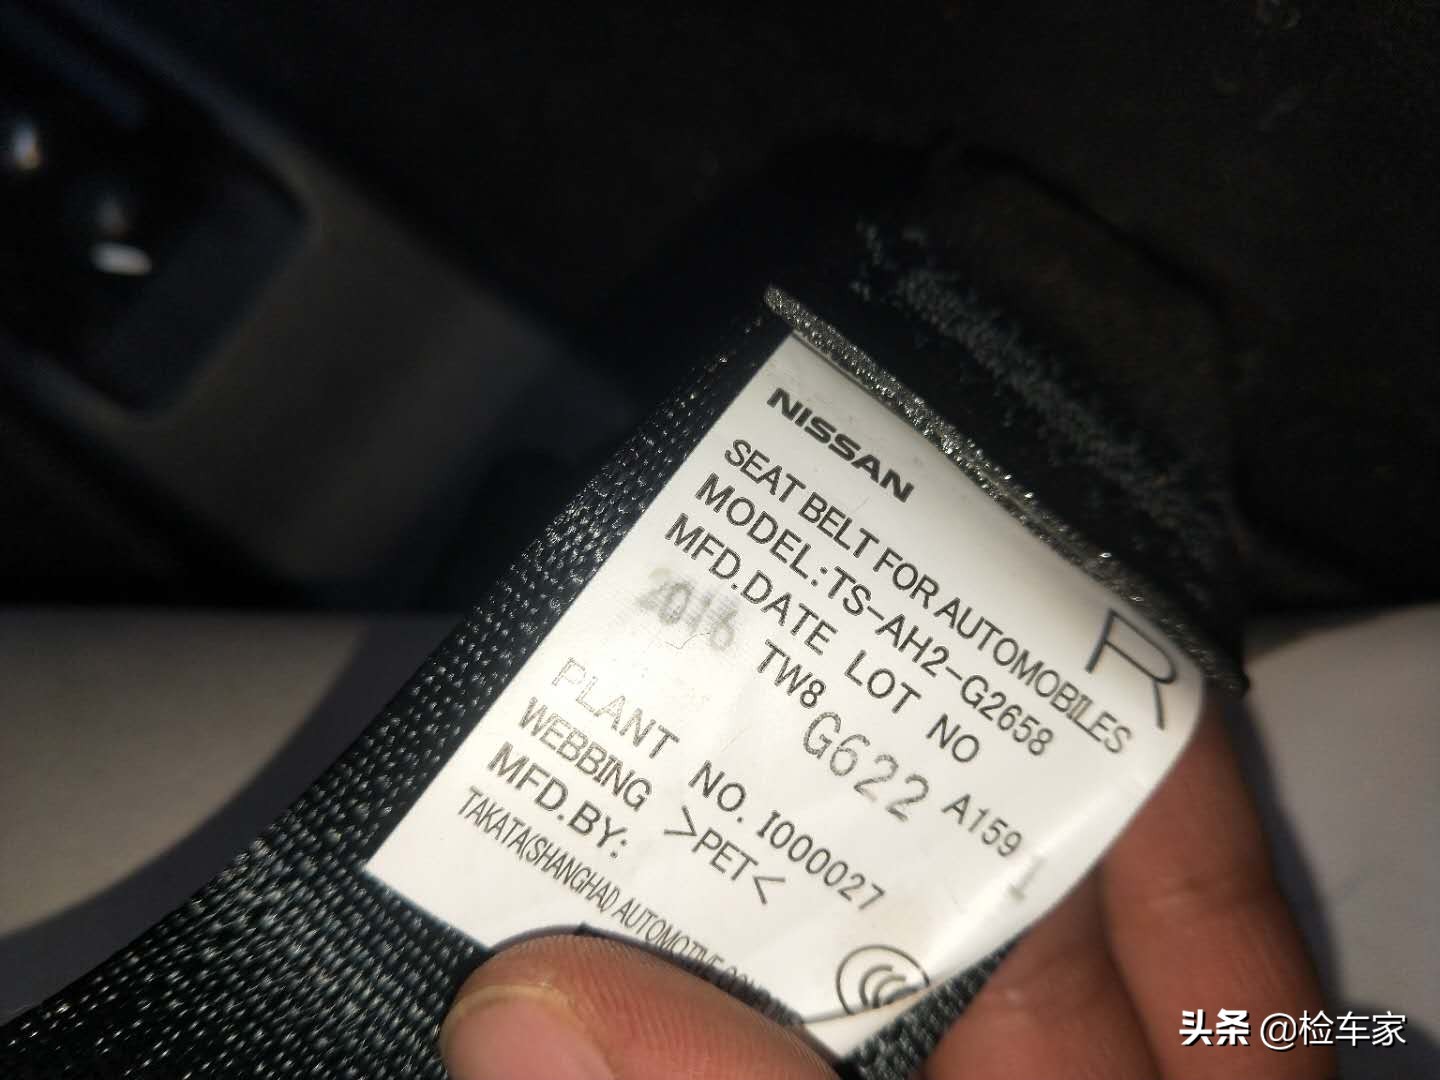 NISSAN
SEAT BELT FOR AUTOMOBILES
MODEL:TS-AH2-G2658
R
MFD.DATE LOT NO
2016 TW8 G622 A159 1
PLANT NO. I000027
WEBBING >PET<
MFD.BY:
TAKATA(SHANGHAI) AUTOMOTIVE
头条 @检车家